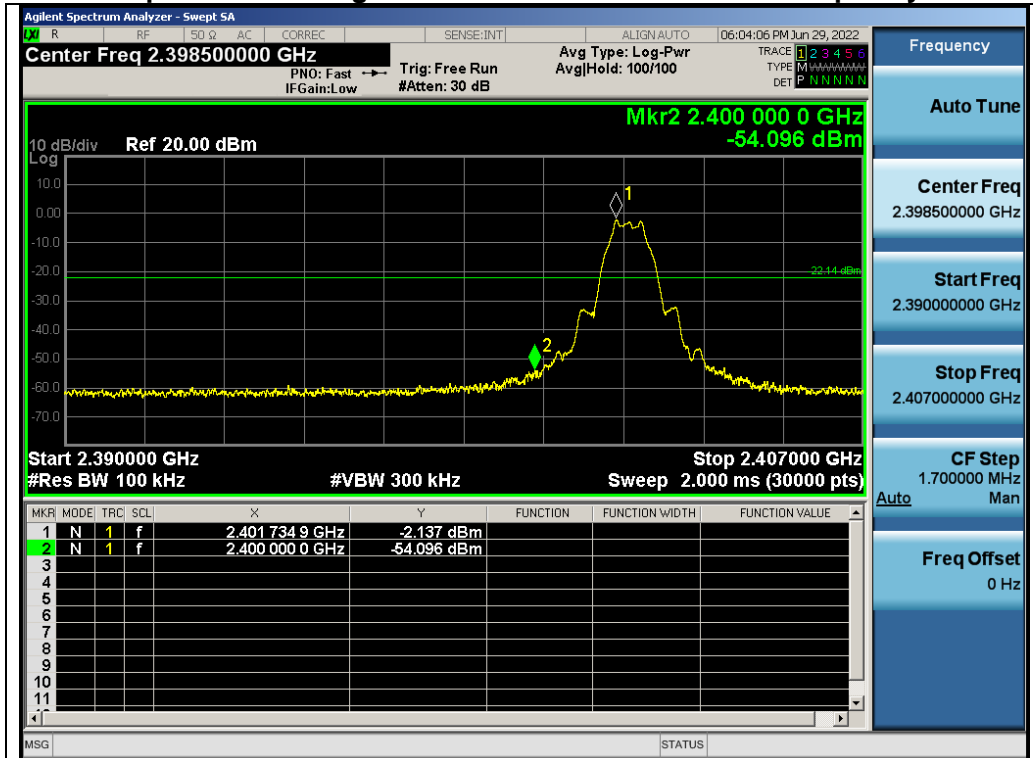 Agilent Spectrum Analyzer - Swept SA
LXI R RF 50 Ω AC CORREC SENSE:INT ALIGN AUTO 06:04:06 PM Jun 29, 2022
Center Freq 2.398500000 GHz
PNO: Fast
IFGain:Low
Trig: Free Run
#Atten: 30 dB
Avg Type: Log-Pwr
Avg|Hold: 100/100
TRACE 1 2 3 4 5 6
TYPE M WWWWW
DET P N N N N N
Mkr2 2.400 000 0 GHz
-54.096 dBm
10 dB/div Ref 20.00 dBm
Log
10.0
0.00
-10.0
-20.0
-30.0
-40.0
-50.0
-60.0
-70.0
1
2
-22.14 dBm
Start 2.390000 GHz Stop 2.407000 GHz
#Res BW 100 kHz #VBW 300 kHz Sweep 2.000 ms (30000 pts)
MKR MODE TRC SCL X Y FUNCTION FUNCTION WIDTH FUNCTION VALUE
1 N 1 f 2.401 734 9 GHz -2.137 dBm
2 N 1 f 2.400 000 0 GHz -54.096 dBm
3
4
5
6
7
8
9
10
11
MSG STATUS
Frequency
Auto Tune
Center Freq
2.398500000 GHz
Start Freq
2.390000000 GHz
Stop Freq
2.407000000 GHz
CF Step
1.700000 MHz
Auto Man
Freq Offset
0 Hz